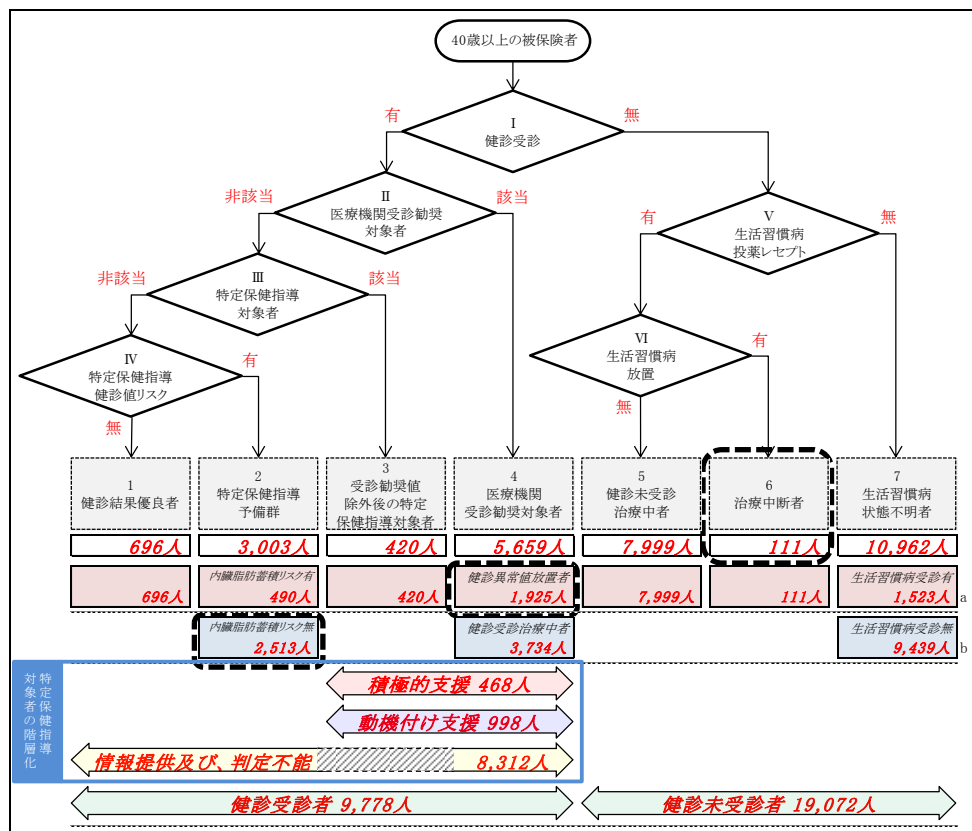 40歳以上の被保険者
Ⅰ
健診受診
有
無
Ⅱ
医療機関受診勧奨
対象者
非該当
該当
Ⅴ
生活習慣病
投薬レセプト
有
無
Ⅲ
特定保健指導
対象者
非該当
該当
Ⅵ
生活習慣病
放置
有
無
Ⅳ
特定保健指導
健診値リスク
有
無
1
健診結果優良者
2
特定保健指導
予備群
3
受診勧奨値
除外後の特定
保健指導対象者
4
医療機関
受診勧奨対象者
5
健診未受診
治療中者
6
治療中断者
7
生活習慣病
状態不明者
696人
3,003人
420人
5,659人
7,999人
111人
10,962人
696人
内臓脂肪蓄積リスク有
490人
420人
健診異常値放置者
1,925人
7,999人
111人
生活習慣病受診有
1,523人
a
内臓脂肪蓄積リスク無
2,513人
健診受診治療中者
3,734人
生活習慣病受診無
9,439人
b
特定保健指導
対象者の階層化
積極的支援 468人
動機付け支援 998人
情報提供及び、判定不能
8,312人
健診受診者 9,778人
健診未受診者 19,072人